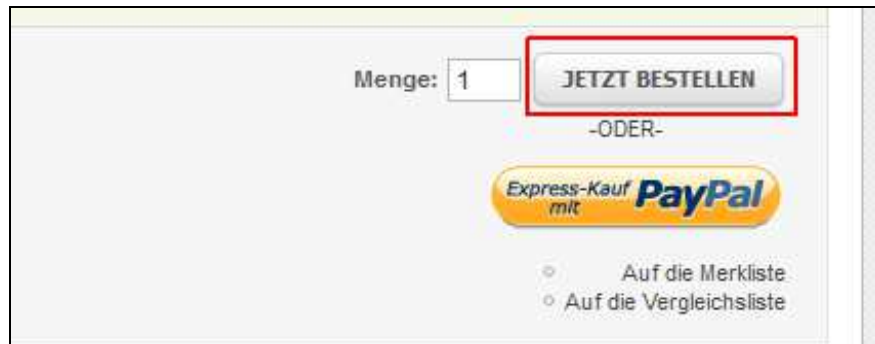 Menge: 1 JETZT BESTELLEN
-ODER-
Express-Kauf mit PayPal
Auf die Merkliste
Auf die Vergleichsliste